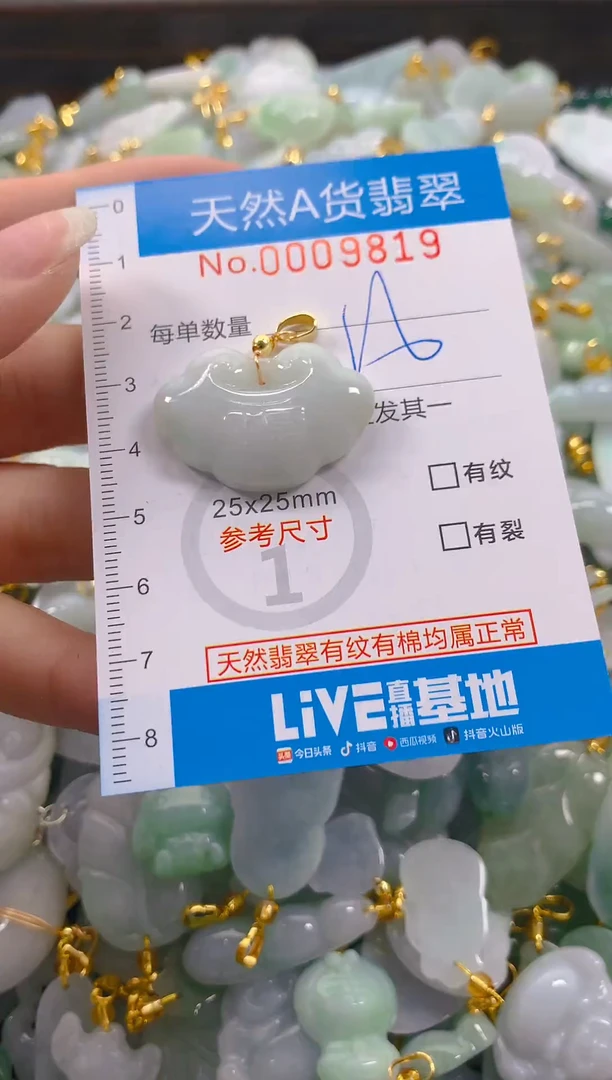 天然A货翡翠
No.0009819
每单数量
发其一
25x25mm
参考尺寸
1
有纹
有裂
天然翡翠有纹有棉均属正常
LiVE直播基地
今日头条 抖音 西瓜视频 抖音火山版
0
1
2
3
4
5
6
7
8